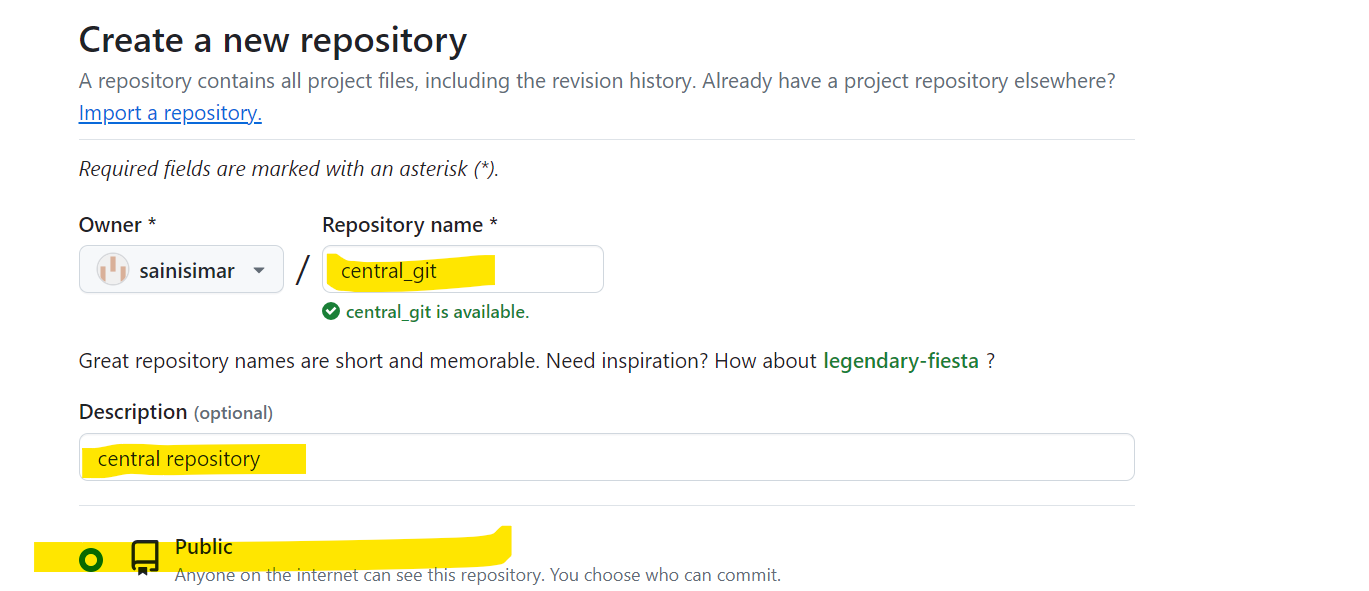 Create a new repository
A repository contains all project files, including the revision history. Already have a project repository elsewhere?
Import a repository.
Required fields are marked with an asterisk (*).
Owner * Repository name *
sainisimar / central_git
central_git is available.
Great repository names are short and memorable. Need inspiration? How about legendary-fiesta ?
Description (optional)
central repository
Public
Anyone on the internet can see this repository. You choose who can commit.